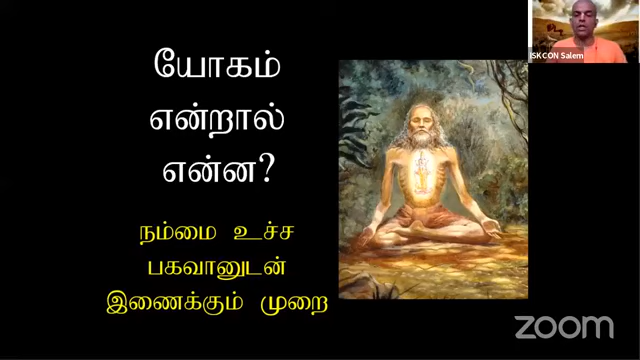 யோகம்
என்றால்
என்ன?
நம்மை உச்ச
பகவானுடன்
இணைக்கும் முறை
ISKCON Salem
zoom